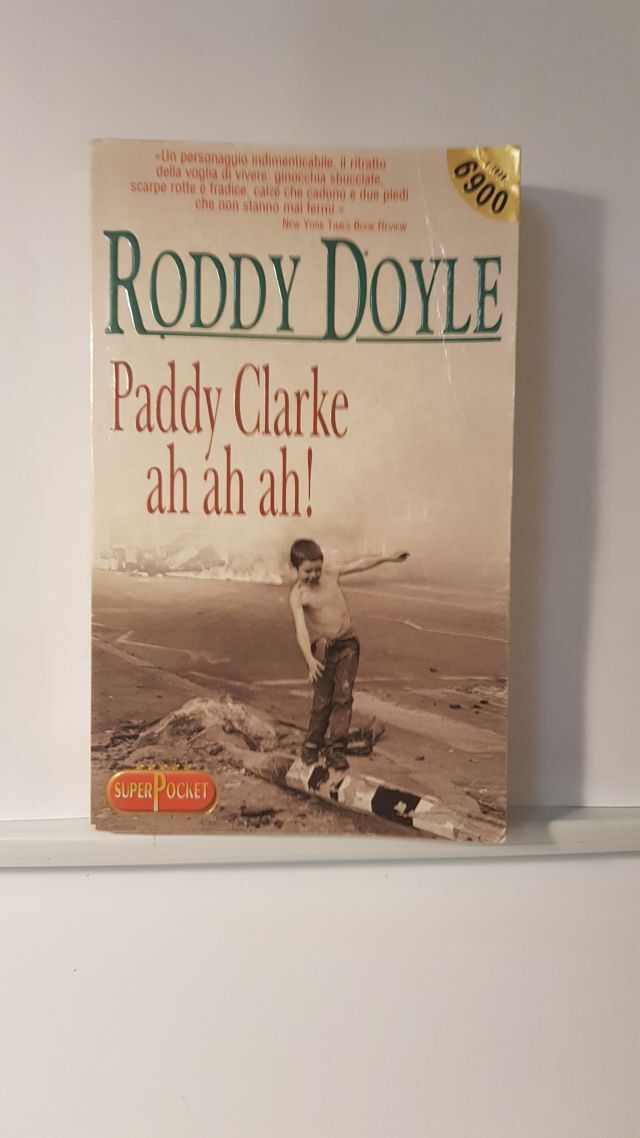 «Un personaggio indimenticabile, il ritratto
della voglia di vivere: ginocchia sbucciate,
scarpe rotte e fradice, calze che cadono e due piedi
che non stanno mai fermi.»
NEW YORK TIMES BOOK REVIEW
6900
RODDY DOYLE
Paddy Clarke
ah ah ah!
SUPERPOCKET